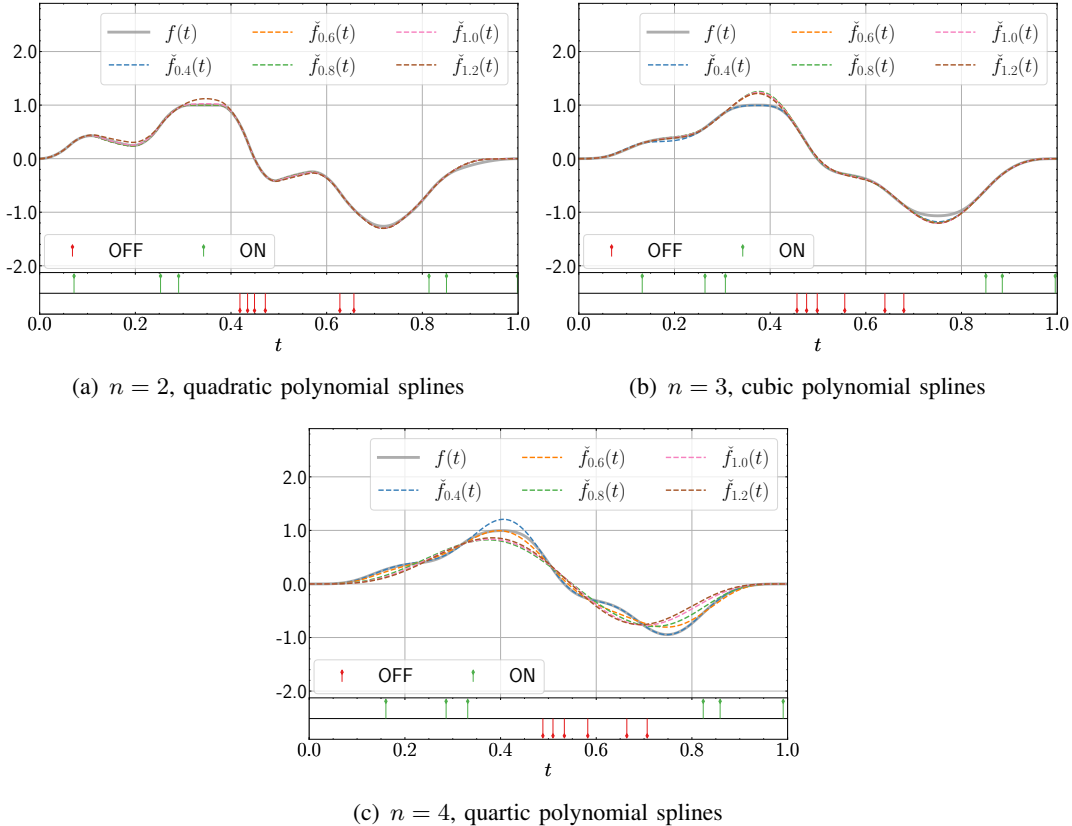 f(t) f̌0.6(t) f̌1.0(t)
f̌0.4(t) f̌0.8(t) f̌1.2(t)
2.0
1.0
0.0
-1.0
-2.0
OFF ON
0.0 0.2 0.4 0.6 0.8 1.0
t
(a) n = 2, quadratic polynomial splines
f(t) f̌0.6(t) f̌1.0(t)
f̌0.4(t) f̌0.8(t) f̌1.2(t)
2.0
1.0
0.0
-1.0
-2.0
OFF ON
0.0 0.2 0.4 0.6 0.8 1.0
t
(b) n = 3, cubic polynomial splines
f(t) f̌0.6(t) f̌1.0(t)
f̌0.4(t) f̌0.8(t) f̌1.2(t)
2.0
1.0
0.0
-1.0
-2.0
OFF ON
0.0 0.2 0.4 0.6 0.8 1.0
t
(c) n = 4, quartic polynomial splines